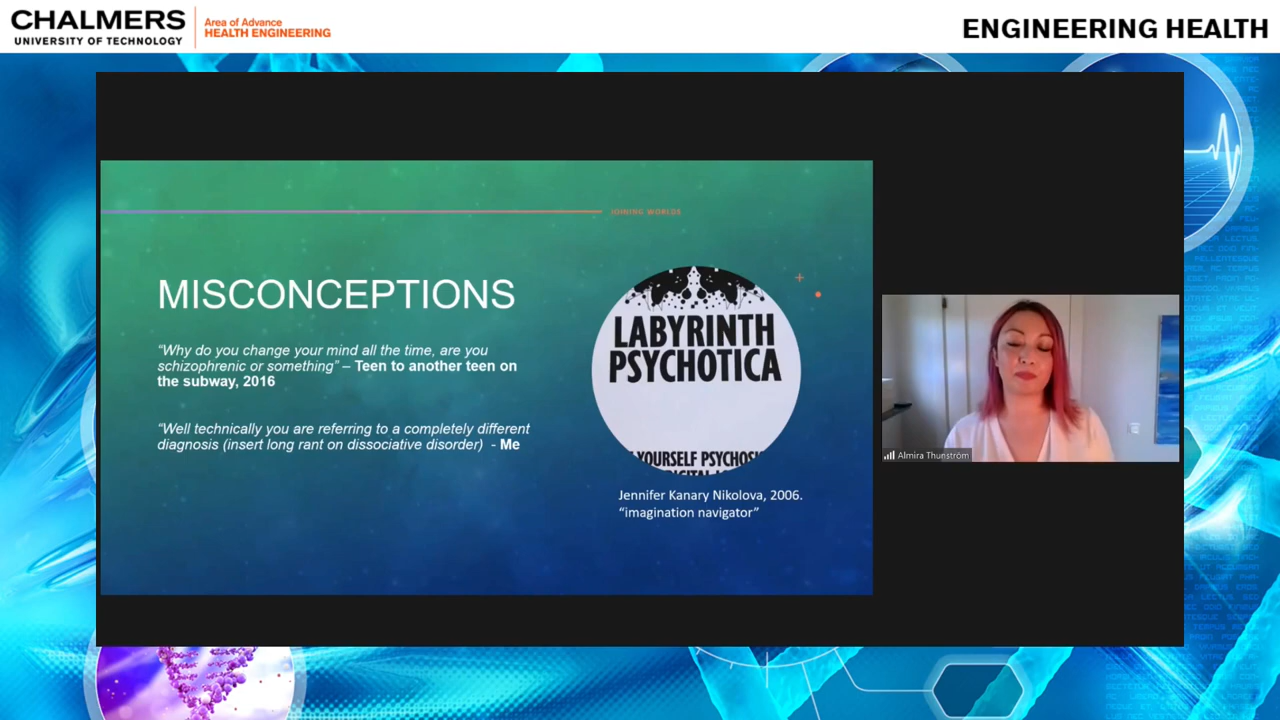 CHALMERS
UNIVERSITY OF TECHNOLOGY
Area of Advance
HEALTH ENGINEERING
ENGINEERING HEALTH
JOINING WORLDS
MISCONCEPTIONS
“Why do you change your mind all the time, are you
schizophrenic or something” – Teen to another teen on
the subway, 2016
“Well technically you are referring to a completely different
diagnosis (insert long rant on dissociative disorder)  - Me
LABYRINTH
PSYCHOTICA
YOURSELF PSYCHOSI
Jennifer Kanary Nikolova, 2006.
“imagination navigator”
Almira Thunström